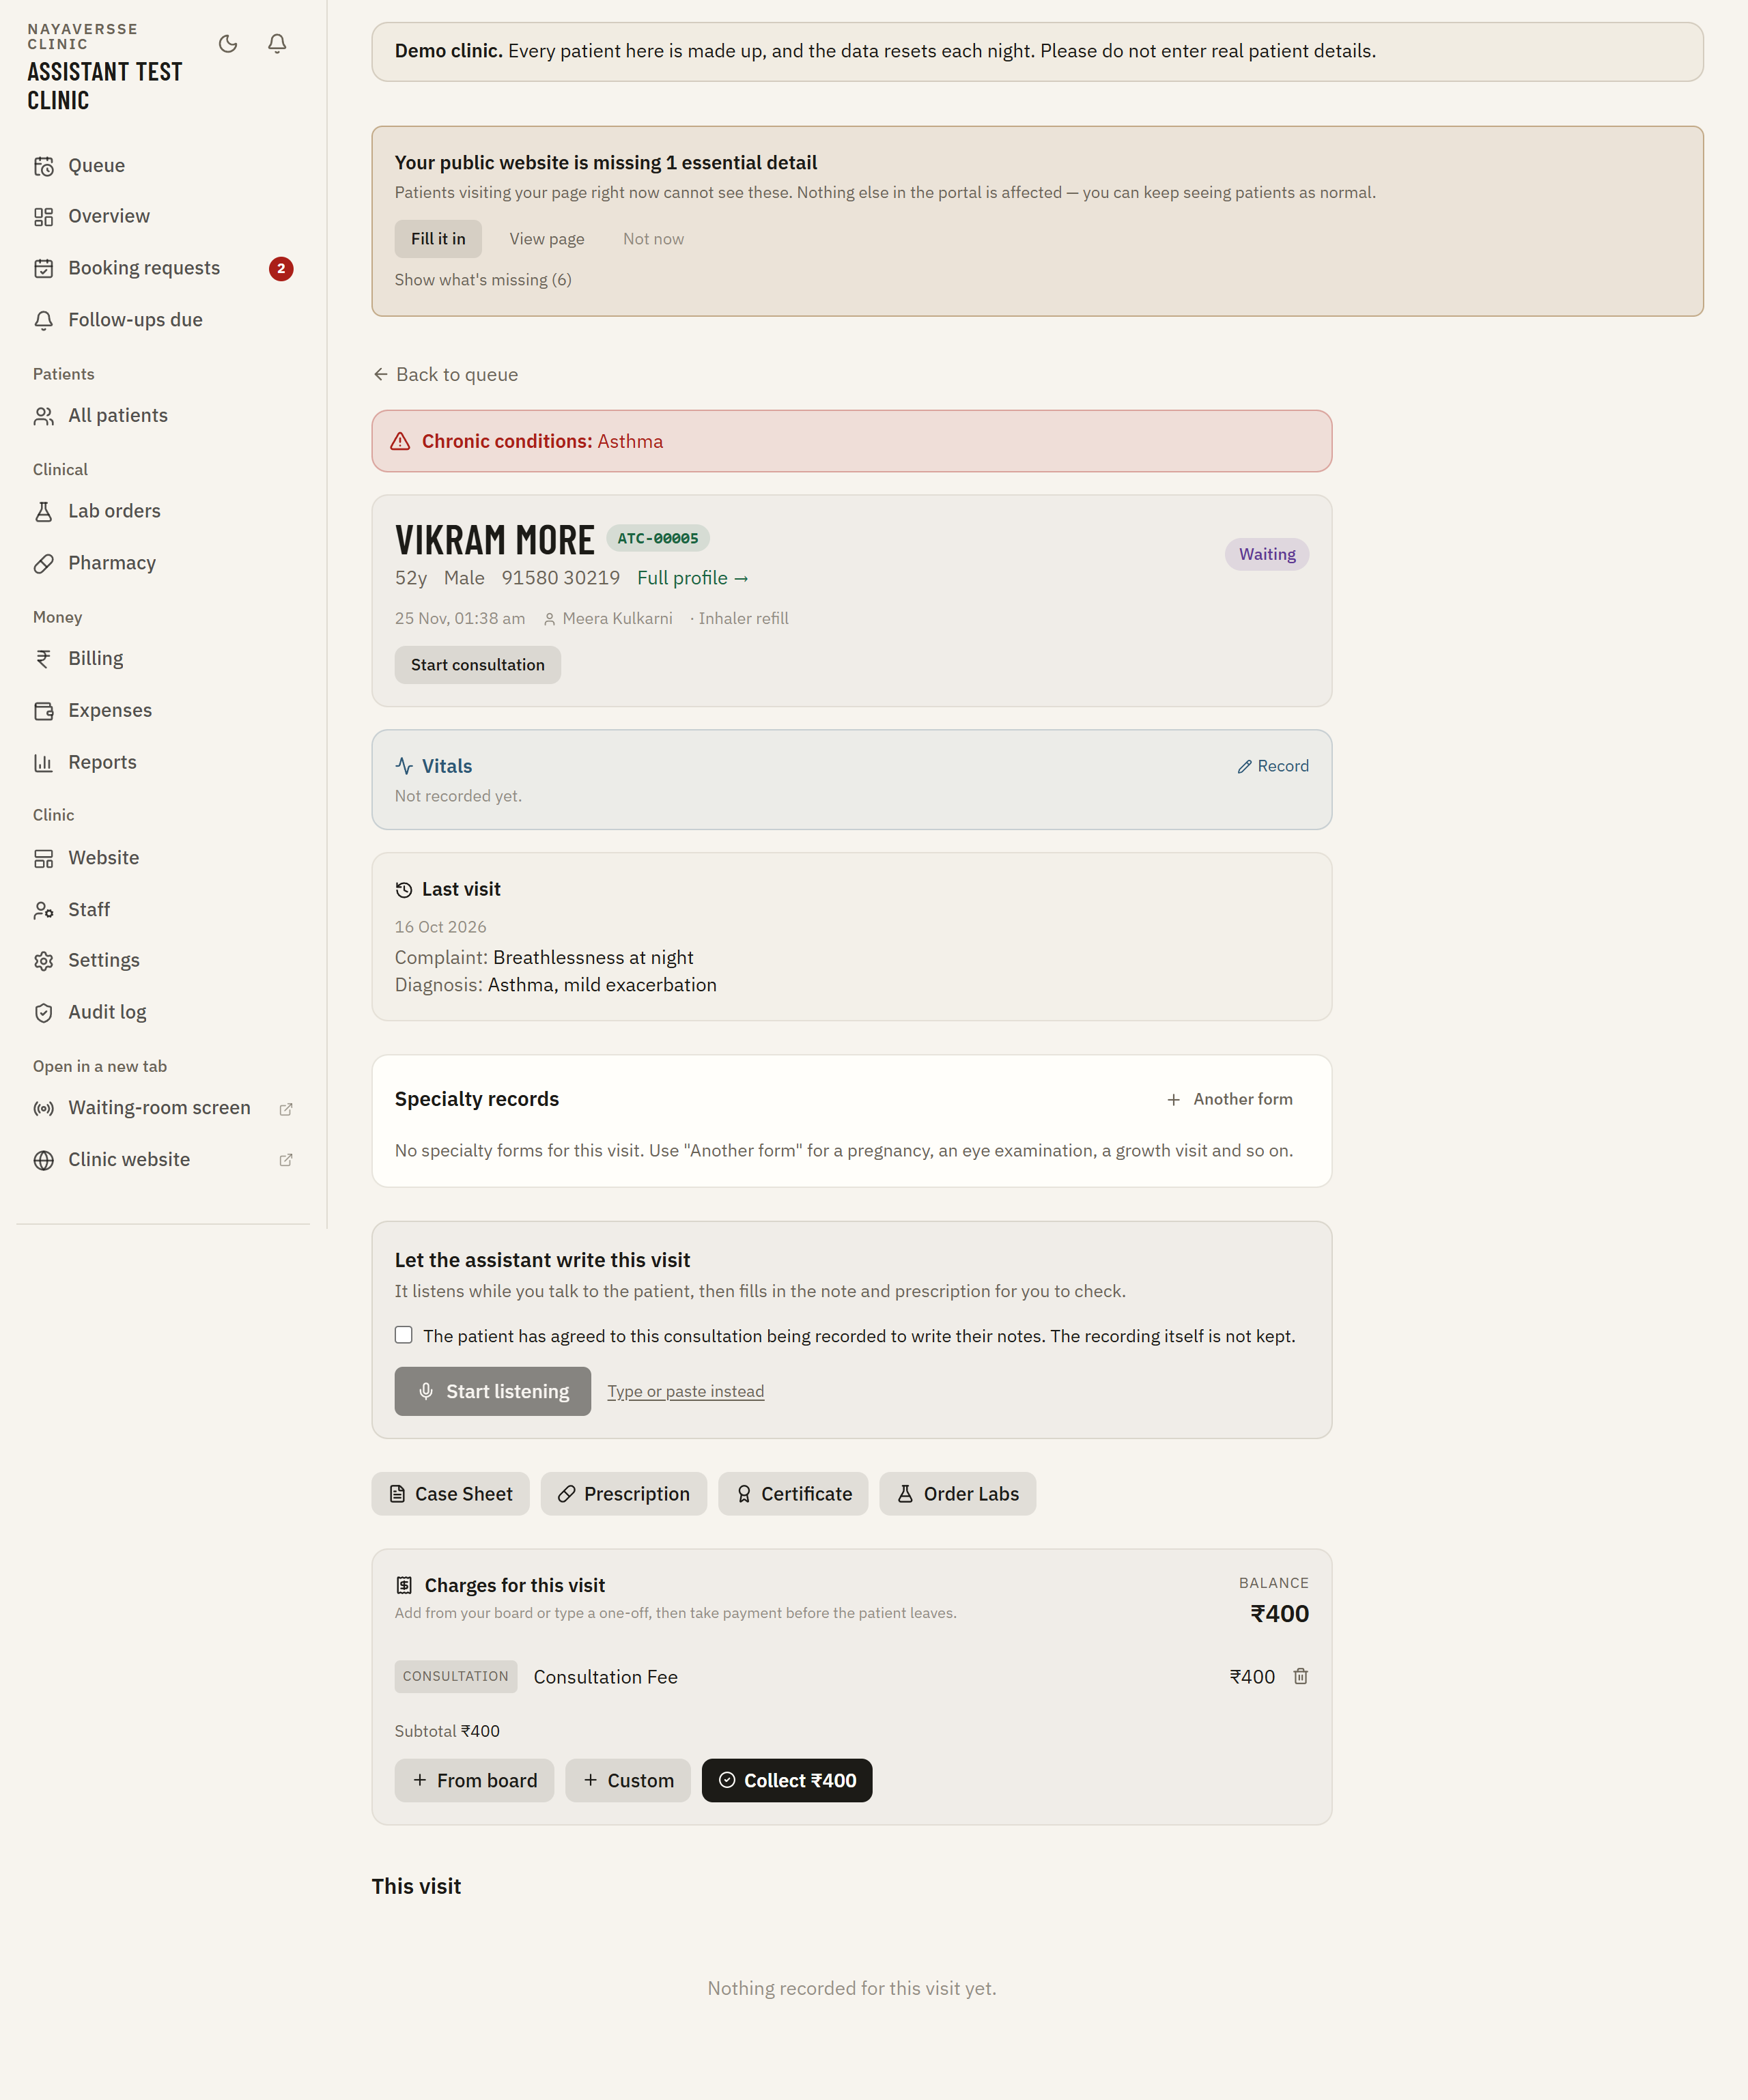 NAYAVERSSE
CLINIC
ASSISTANT TEST
CLINIC
Queue
Overview
Booking requests 2
Follow-ups due
Patients
All patients
Clinical
Lab orders
Pharmacy
Money
Billing
Expenses
Reports
Clinic
Website
Staff
Settings
Audit log
Open in a new tab
Waiting-room screen
Clinic website
Demo clinic. Every patient here is made up, and the data resets each night. Please do not enter real patient details.
Your public website is missing 1 essential detail
Patients visiting your page right now cannot see these. Nothing else in the portal is affected — you can keep seeing patients as normal.
Fill it in View page Not now
Show what's missing (6)
← Back to queue
Chronic conditions: Asthma
VIKRAM MORE ATC-00005
Waiting
52y Male 91580 30219 Full profile →
25 Nov, 01:38 am Meera Kulkarni · Inhaler refill
Start consultation
Vitals Record
Not recorded yet.
Last visit
16 Oct 2026
Complaint: Breathlessness at night
Diagnosis: Asthma, mild exacerbation
Specialty records + Another form
No specialty forms for this visit. Use "Another form" for a pregnancy, an eye examination, a growth visit and so on.
Let the assistant write this visit
It listens while you talk to the patient, then fills in the note and prescription for you to check.
The patient has agreed to this consultation being recorded to write their notes. The recording itself is not kept.
Start listening Type or paste instead
Case Sheet Prescription Certificate Order Labs
Charges for this visit BALANCE
Add from your board or type a one-off, then take payment before the patient leaves. ₹400
CONSULTATION Consultation Fee ₹400
Subtotal ₹400
+ From board + Custom Collect ₹400
This visit
Nothing recorded for this visit yet.